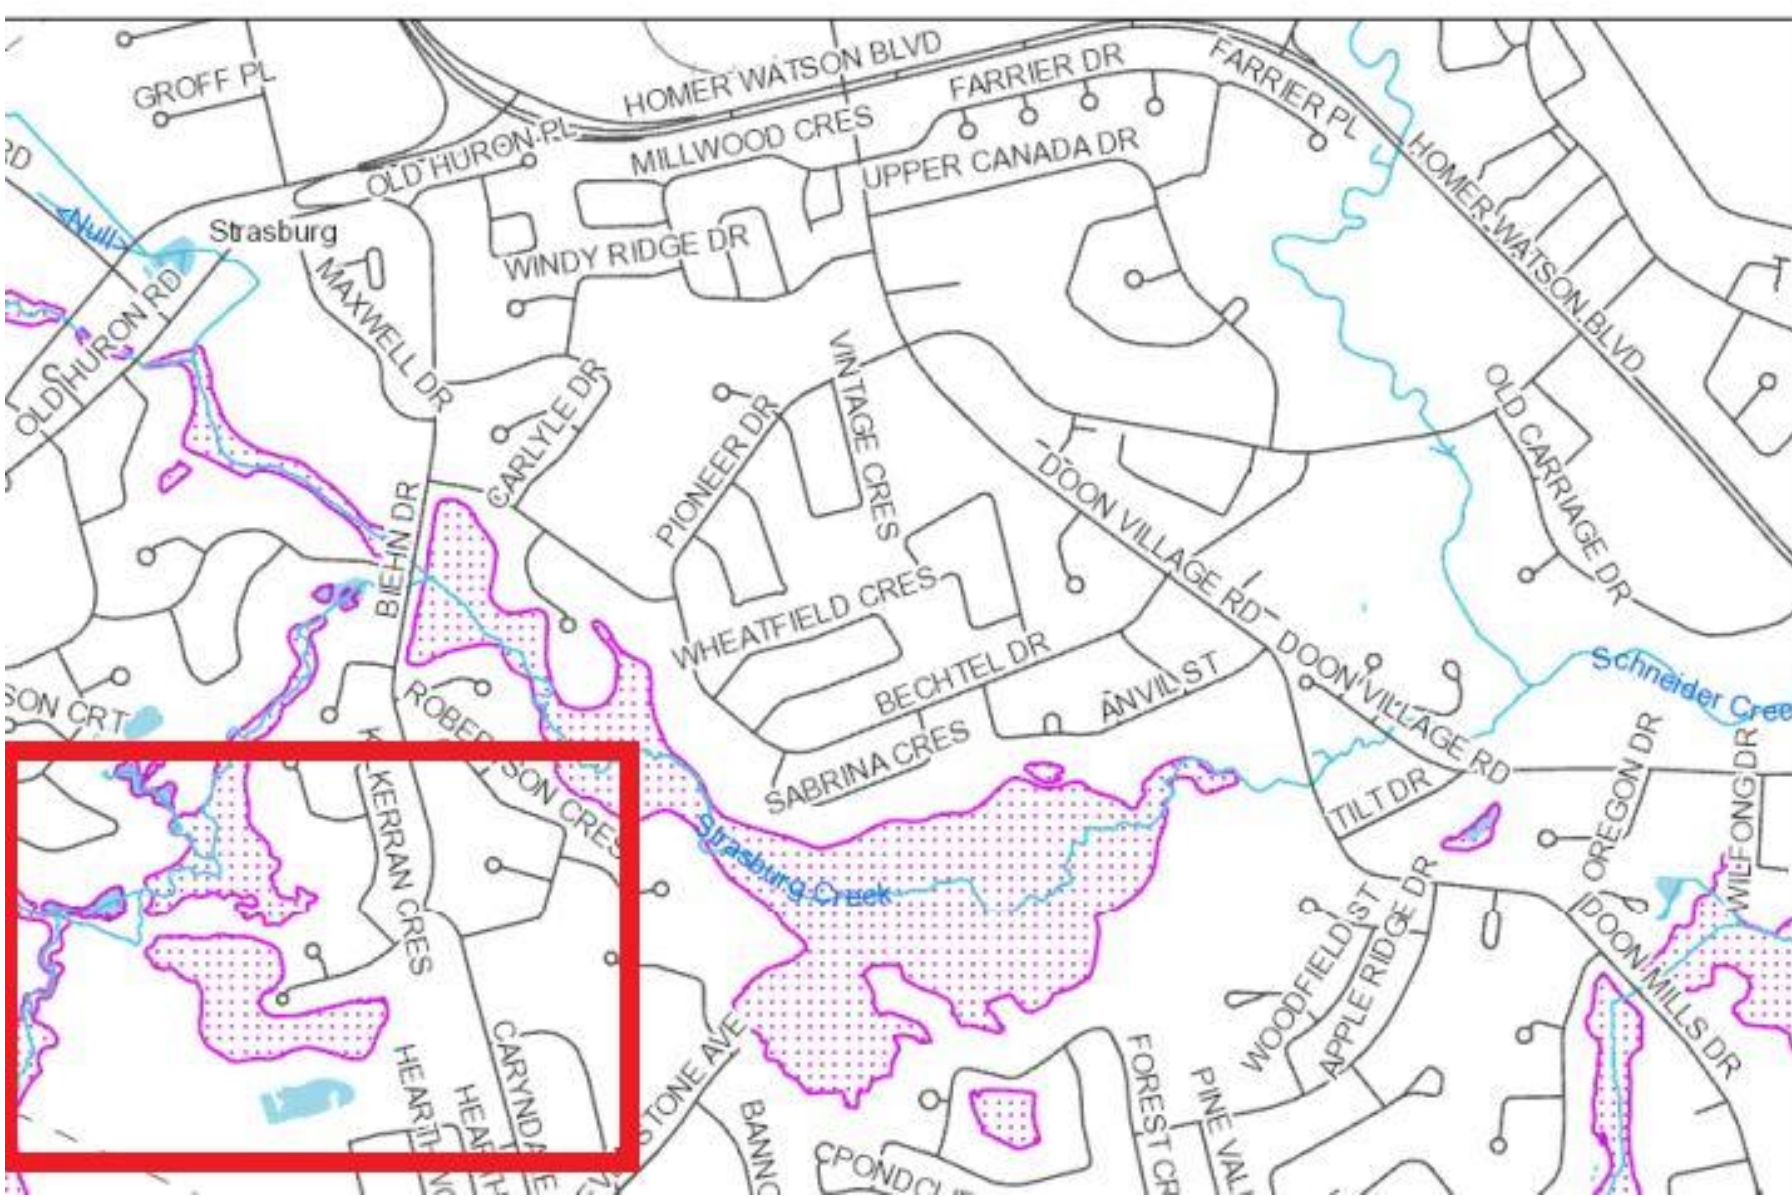 GROFF PL
HOMER WATSON BLVD
FARRIER DR
FARRIER PL
OLD HURON PL
MILLWOOD CRES
UPPER CANADA DR
HOMER WATSON BLVD
RD
<Null>
Strasburg
WINDY RIDGE DR
OLD HURON RD
MAXWELL DR
VINTAGE CRES
CARLYLE DR
PIONEER DR
OLD CARRIAGE DR
BIEHN DR
DOON VILLAGE RD
WHEATFIELD CRES
BECHTEL DR
ANVIL ST
DOON VILLAGE RD
Schneider Cree
SON CRT
ROBERTSON CRES
KERRAN CRES
SABRINA CRES
TILT DR
OREGON DR
WILFONG DR
Strasburg Creek
WOODFIELD ST
APPLE RIDGE DR
DOON MILLS DR
STONE AVE
CARYNDALE
HEARTH
HEARTH
BANNO
FOREST CR
PINE VAL